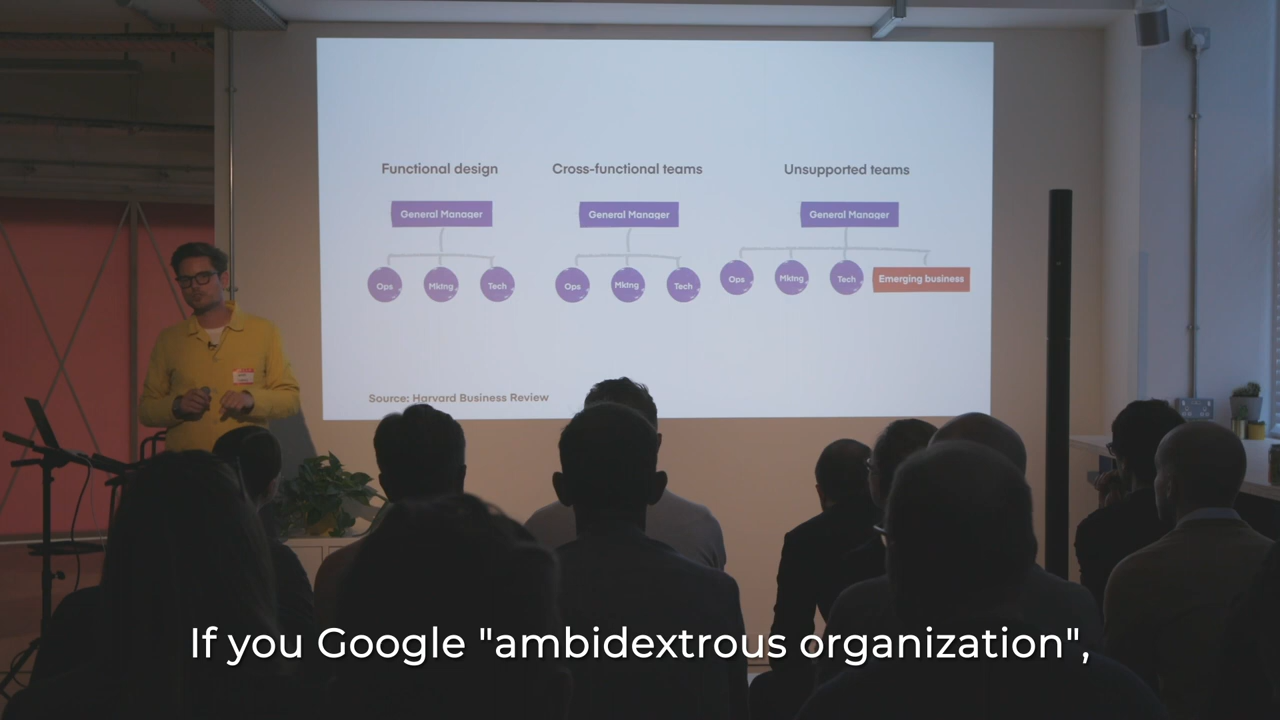 Functional design
Cross-functional teams
Unsupported teams
General Manager
General Manager
General Manager
Ops
Mktng
Tech
Ops
Mktng
Tech
Ops
Mktng
Tech
Emerging business
Source: Harvard Business Review
If you Google "ambidextrous organization",